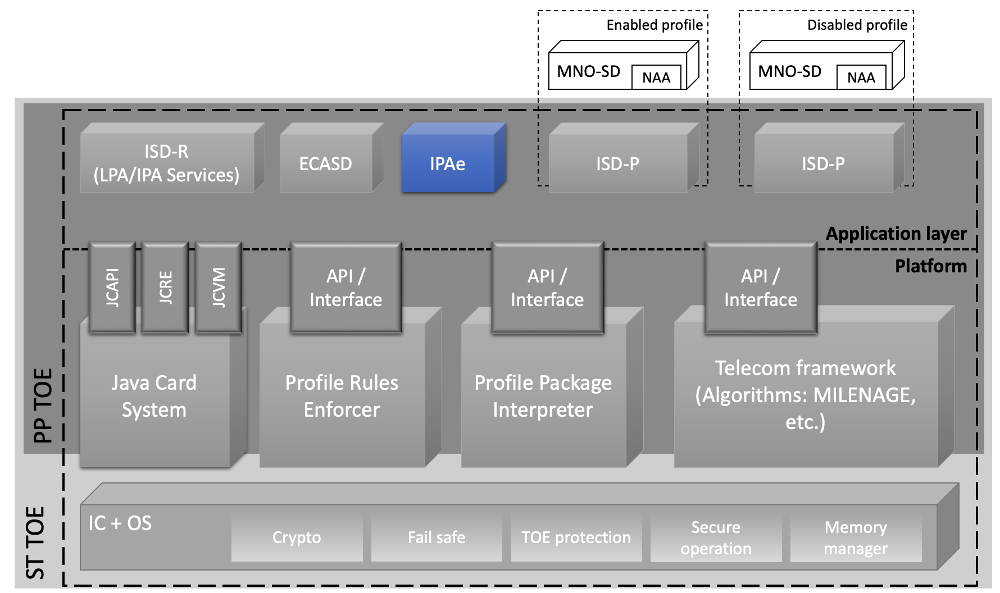 Enabled profile
Disabled profile
MNO-SD
NAA
MNO-SD
NAA
ISD-R
(LPA/IPA Services)
ECASD
IPAe
ISD-P
ISD-P
Application layer
Platform
JCAPI
JCRE
JCVM
API /
Interface
API /
Interface
API /
Interface
Java Card
System
Profile Rules
Enforcer
Profile Package
Interpreter
Telecom framework
(Algorithms: MILENAGE,
etc.)
PP TOE
ST TOE
IC + OS
Crypto
Fail safe
TOE protection
Secure
operation
Memory
manager